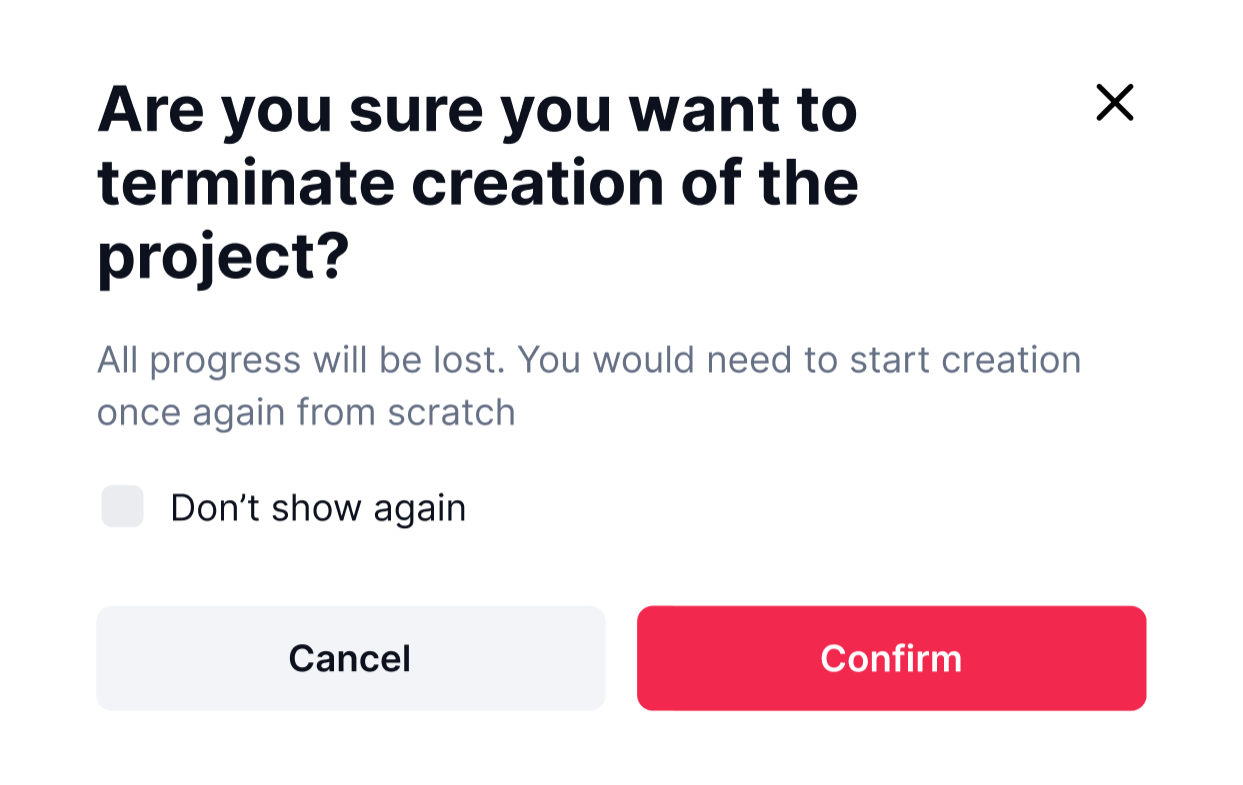 Are you sure you want to
terminate creation of the
project?
All progress will be lost. You would need to start creation
once again from scratch
Don’t show again
Cancel
Confirm